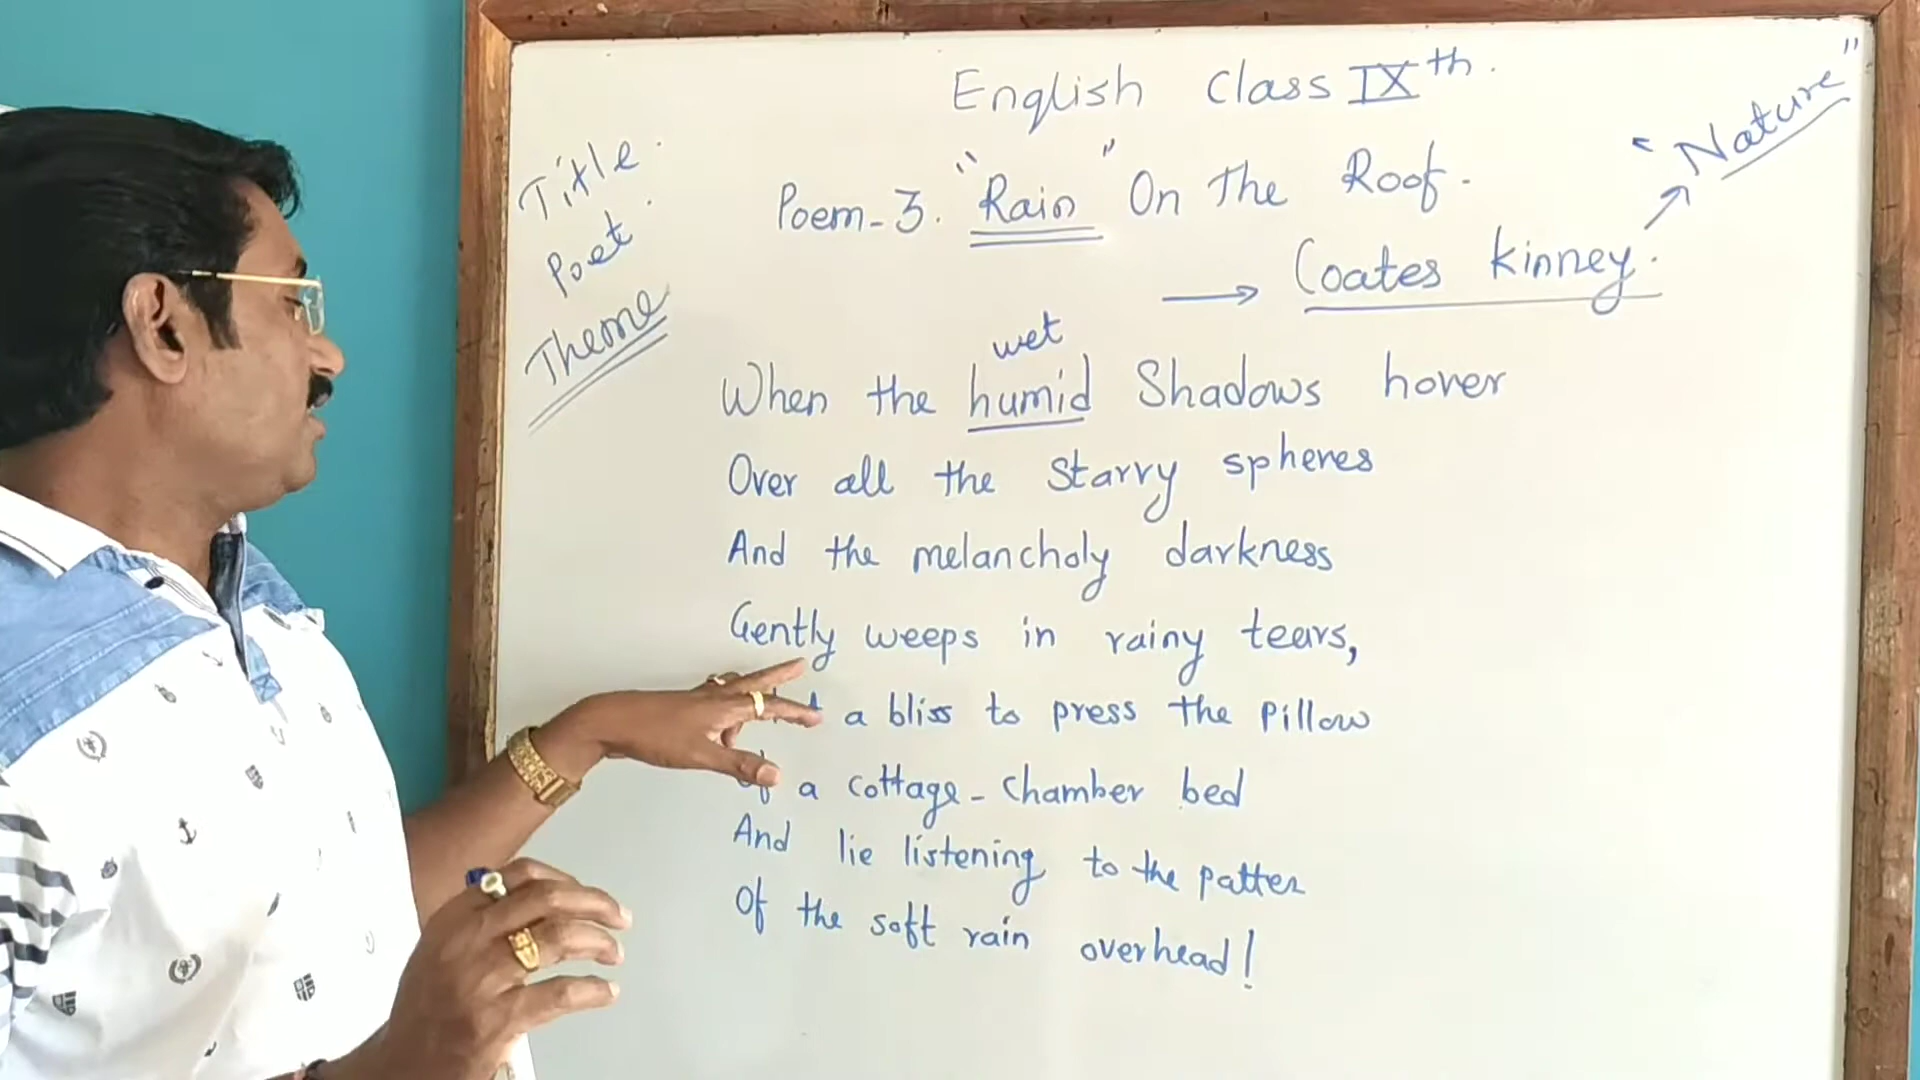 English Class IXth.
Poem-3. "Rain" On The Roof.
→ Coates Kinney.
"Nature"
Title.
Poet.
Theme
wet
When the humid Shadows hover
Over all the Starry spheres
And the melancholy darkness
Gently weeps in rainy tears,
a bliss to press the Pillow
Of a cottage-chamber bed
And lie listening to the patter
Of the soft rain overhead!